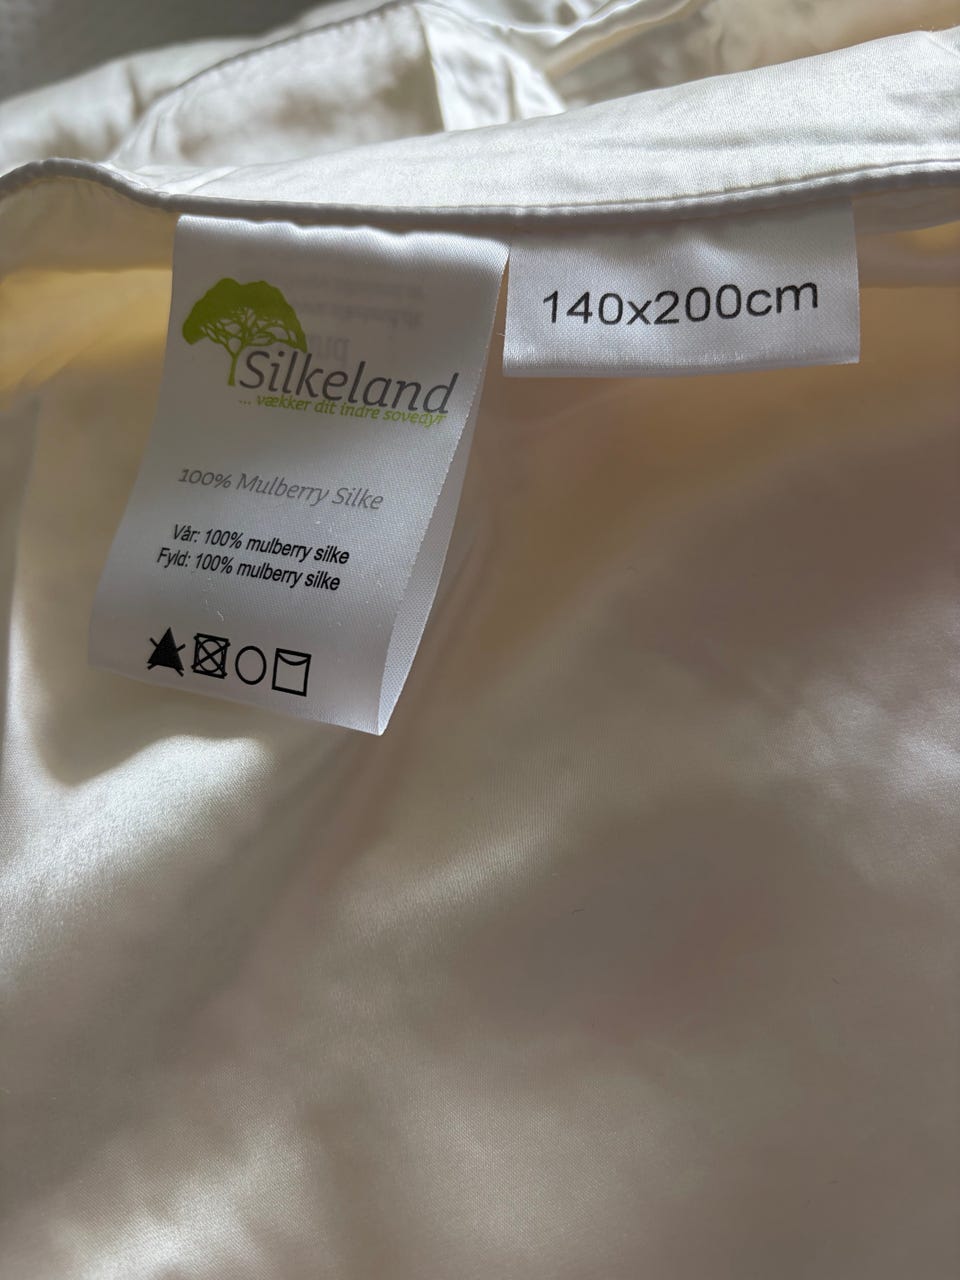 Silkeland
... vækker dit indre sovedyr
100% Mulberry Silke
Vår: 100% mulberry silke
Fyld: 100% mulberry silke
140x200cm